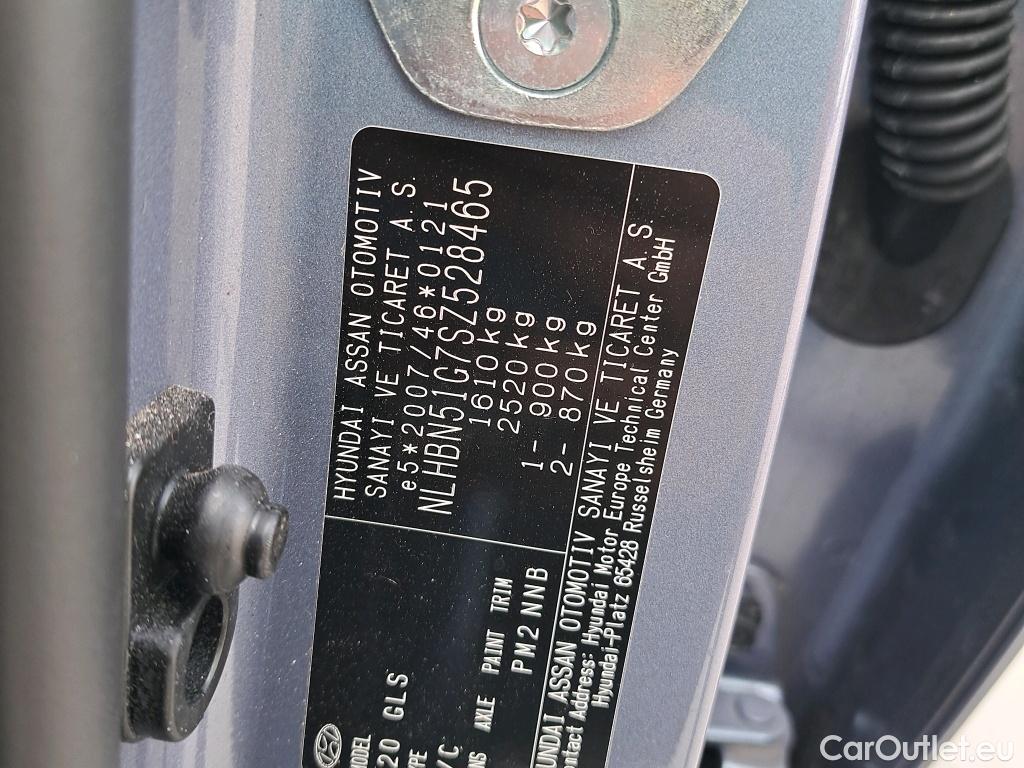 HYUNDAI ASSAN OTOMOTIV
SANAYI VE TICARET A.S.
e5*2007/46*0121
NLHBN51G7SZ528465
1610kg
2520kg
1- 900kg
2- 870kg
MODEL
20 GLS
AXLE PAINT TRIM
PM2 NNB
UNDAI ASSAN OTOMOTIV SANAYI VE TICARET A.S.
ontact Address: Hyundai Motor Europe Technical Center GmbH
Hyundai-Platz 65428 Russelsheim Germany
CarOutlet.eu